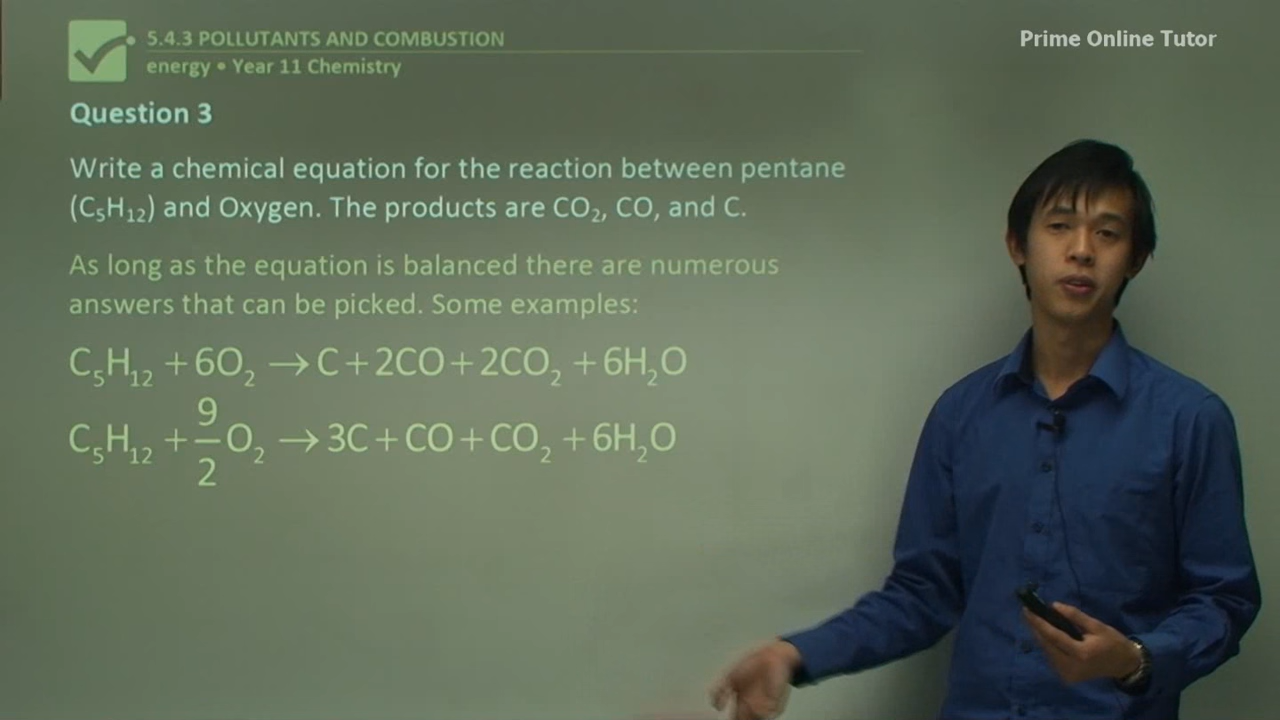 5.4.3 POLLUTANTS AND COMBUSTION
energy • Year 11 Chemistry
Prime Online Tutor
Question 3
Write a chemical equation for the reaction between pentane
(C₅H₁₂) and Oxygen. The products are CO₂, CO, and C.
As long as the equation is balanced there are numerous
answers that can be picked. Some examples:
C₅H₁₂ + 6O₂ → C + 2CO + 2CO₂ + 6H₂O
C₅H₁₂ + 9/2 O₂ → 3C + CO + CO₂ + 6H₂O